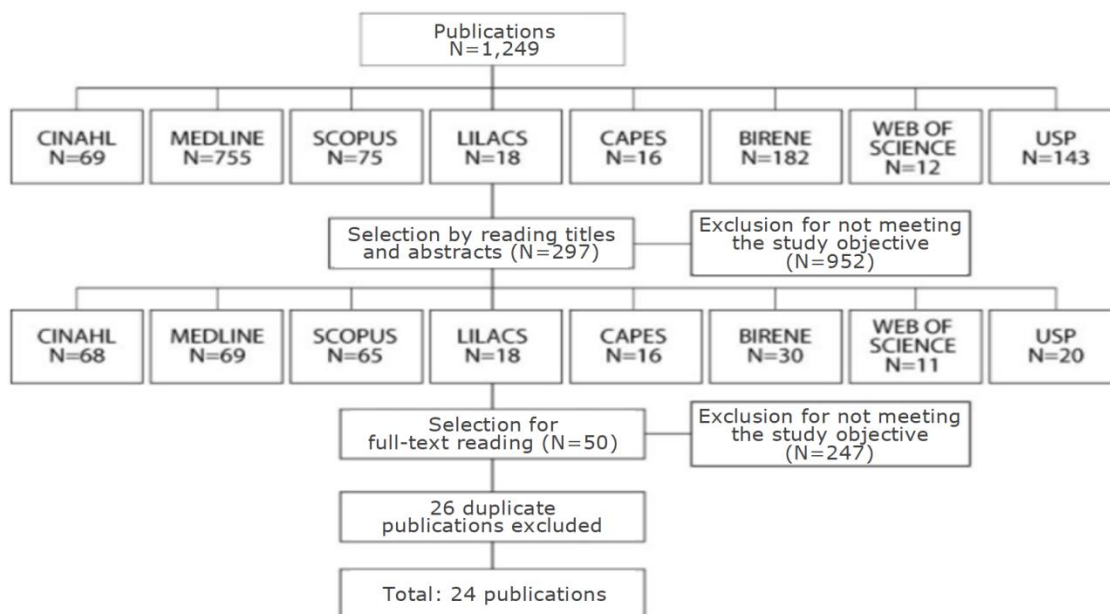 Publications
N=1,249
CINAHL
N=69
MEDLINE
N=755
SCOPUS
N=75
LILACS
N=18
CAPES
N=16
BIRENE
N=182
WEB OF
SCIENCE
N=12
USP
N=143
Selection by reading titles
and abstracts (N=297)
Exclusion for not meeting
the study objective
(N=952)
CINAHL
N=68
MEDLINE
N=69
SCOPUS
N=65
LILACS
N=18
CAPES
N=16
BIRENE
N=30
WEB OF
SCIENCE
N=11
USP
N=20
Selection for
full-text reading (N=50)
Exclusion for not meeting
the study objective
(N=247)
26 duplicate
publications excluded
Total: 24 publications